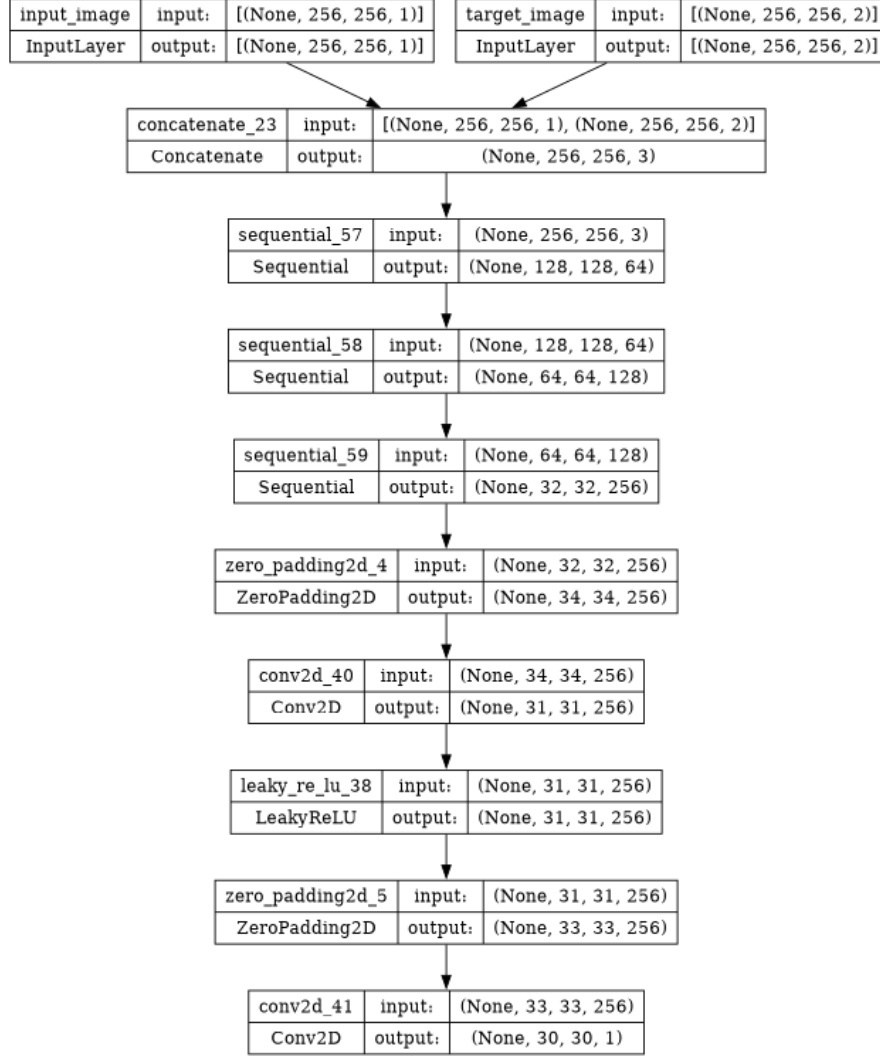 input_image input: [(None, 256, 256, 1)]
InputLayer output: [(None, 256, 256, 1)]
target_image input: [(None, 256, 256, 2)]
InputLayer output: [(None, 256, 256, 2)]
concatenate_23 input: [(None, 256, 256, 1), (None, 256, 256, 2)]
Concatenate output: (None, 256, 256, 3)
sequential_57 input: (None, 256, 256, 3)
Sequential output: (None, 128, 128, 64)
sequential_58 input: (None, 128, 128, 64)
Sequential output: (None, 64, 64, 128)
sequential_59 input: (None, 64, 64, 128)
Sequential output: (None, 32, 32, 256)
zero_padding2d_4 input: (None, 32, 32, 256)
ZeroPadding2D output: (None, 34, 34, 256)
conv2d_40 input: (None, 34, 34, 256)
Conv2D output: (None, 31, 31, 256)
leaky_re_lu_38 input: (None, 31, 31, 256)
LeakyReLU output: (None, 31, 31, 256)
zero_padding2d_5 input: (None, 31, 31, 256)
ZeroPadding2D output: (None, 33, 33, 256)
conv2d_41 input: (None, 33, 33, 256)
Conv2D output: (None, 30, 30, 1)